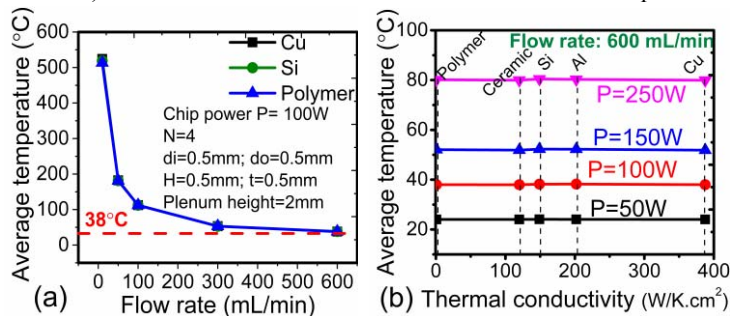 Average temperature (°C)
600
500
400
300
200
100
0
Cu
Si
Polymer
Chip power P= 100W
N=4
di=0.5mm; do=0.5mm
H=0.5mm; t=0.5mm
Plenum height=2mm
38°C
0 100 200 300 400 500 600
(a)
Flow rate (mL/min)
Average temperature (°C)
100
80
60
40
20
Flow rate: 600 mL/min
Polymer
Ceramic
Si
Al
Cu
P=250W
P=150W
P=100W
P=50W
0 100 200 300 400
(b) Thermal conductivity (W/K.cm²)